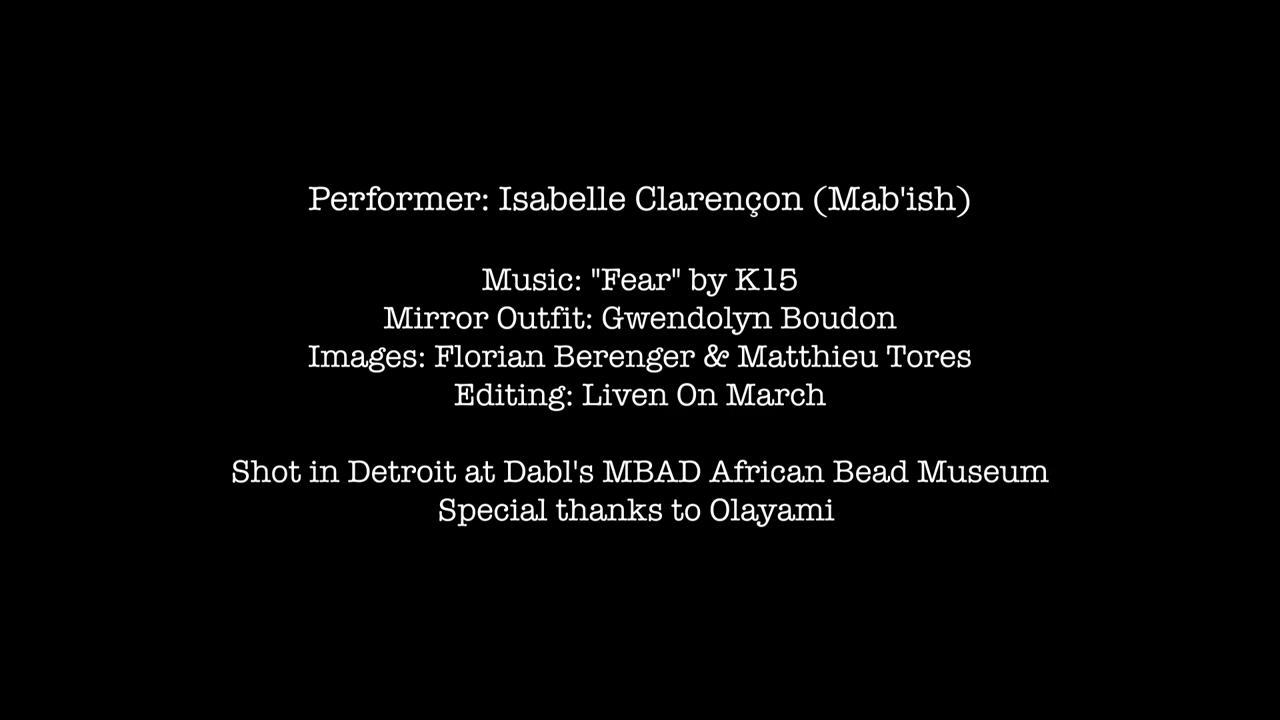 Performer: Isabelle Clarençon (Mab'ish)
Music: "Fear" by K15
Mirror Outfit: Gwendolyn Boudon
Images: Florian Berenger & Matthieu Tores
Editing: Liven On March
Shot in Detroit at Dabl's MBAD African Bead Museum
Special thanks to Olayami